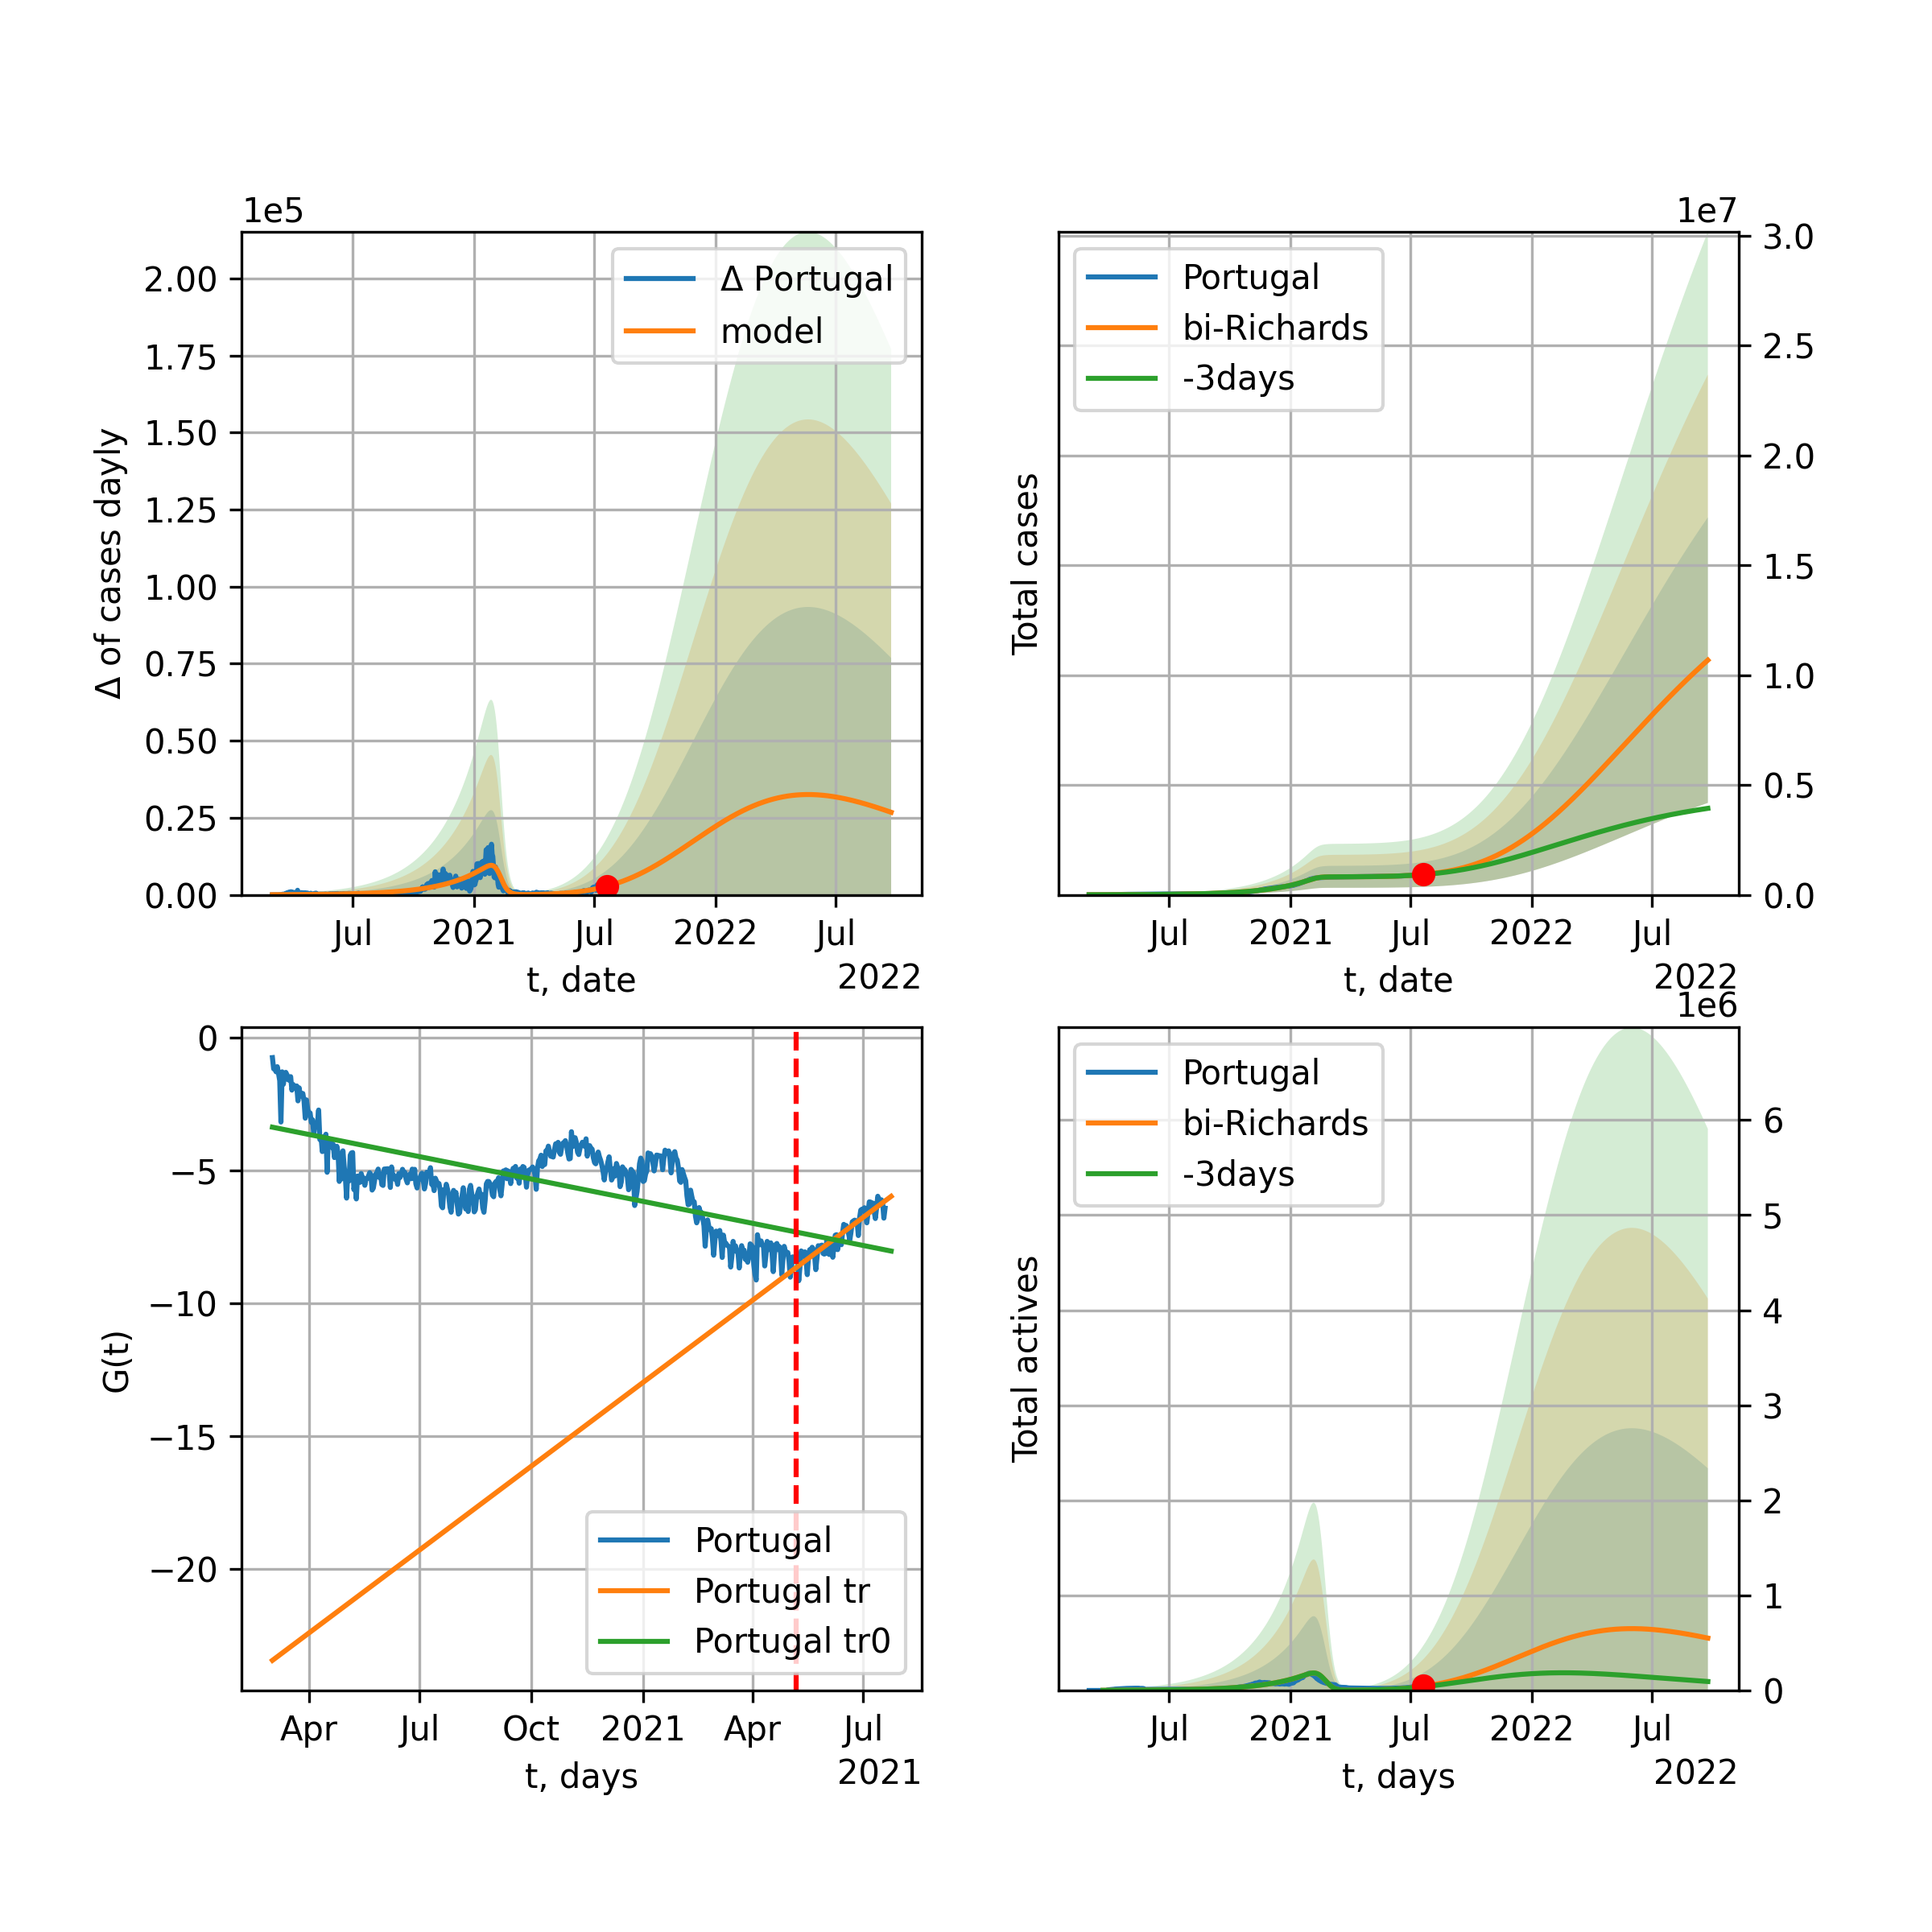 1e5
2.00
1.75
1.50
1.25
1.00
0.75
0.50
0.25
0.00
Δ of cases dayly
Δ Portugal
model
Jul 2021 Jul 2022 Jul
t, date
2022
1e7
3.0
2.5
2.0
1.5
1.0
0.5
0.0
Total cases
Portugal
bi-Richards
-3days
Jul 2021 Jul 2022 Jul
t, date
2022
0
−5
−10
−15
−20
G(t)
Portugal
Portugal tr
Portugal tr0
Apr Jul Oct 2021 Apr Jul
t, days
2021
1e6
6
5
4
3
2
1
0
Total actives
Portugal
bi-Richards
-3days
Jul 2021 Jul 2022 Jul
t, days
2022